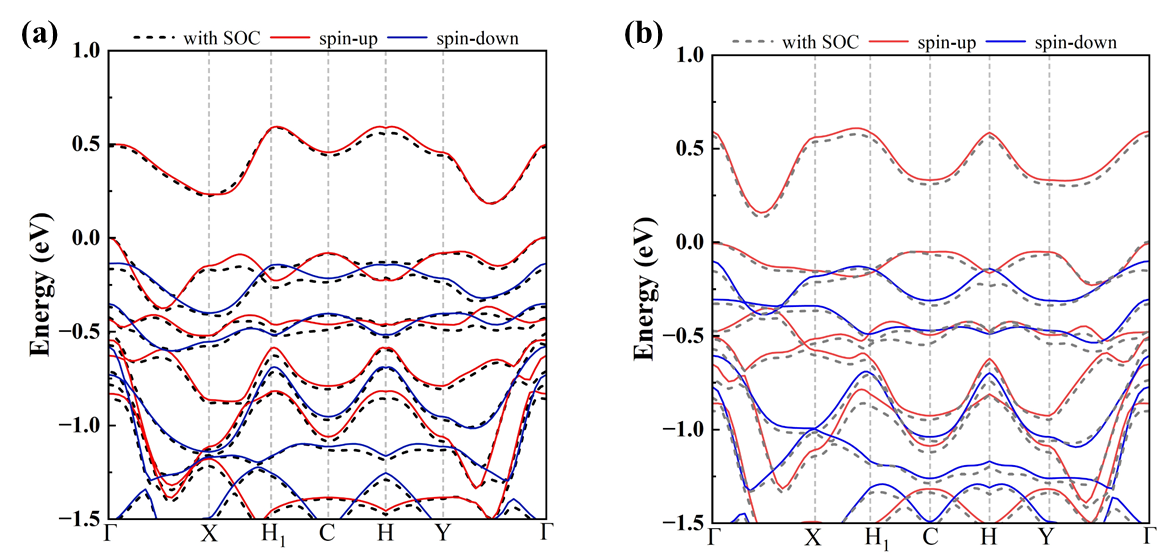 (a)
with SOC spin-up spin-down
1.0
0.5
0.0
−0.5
−1.0
−1.5
Energy (eV)
Γ X H₁ C H Y Γ
(b)
with SOC spin-up spin-down
1.0
0.5
0.0
−0.5
−1.0
−1.5
Energy (eV)
Γ X H₁ C H Y Γ